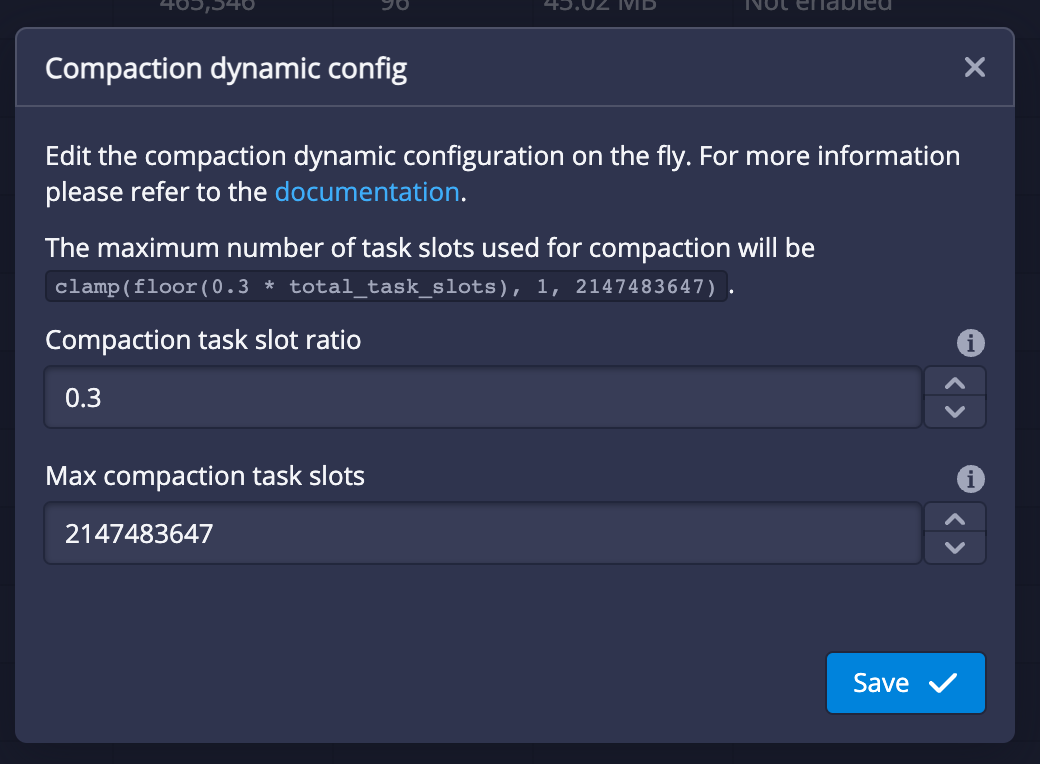 465,346 96 45.02 MB Not enabled
Compaction dynamic config
Edit the compaction dynamic configuration on the fly. For more information
please refer to the documentation.
The maximum number of task slots used for compaction will be
clamp(floor(0.3 * total_task_slots), 1, 2147483647).
Compaction task slot ratio
0.3
Max compaction task slots
2147483647
Save